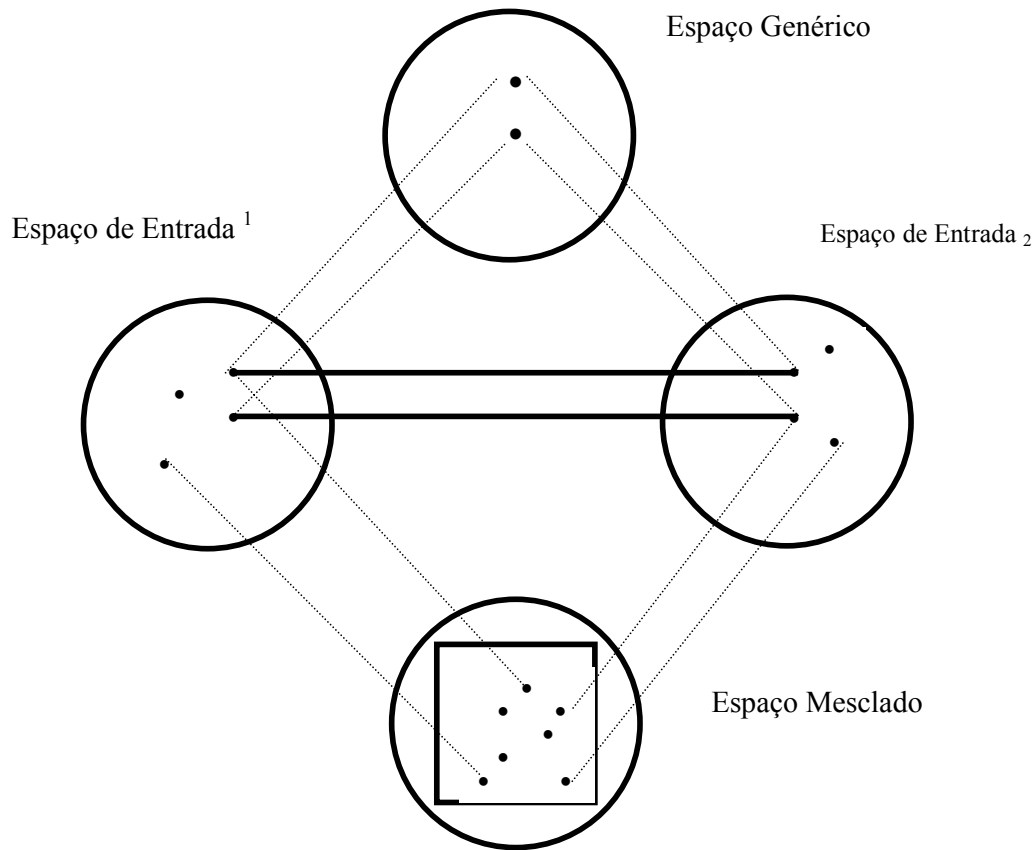 Espaço Genérico
Espaço de Entrada ¹
Espaço de Entrada ₂
Espaço Mesclado